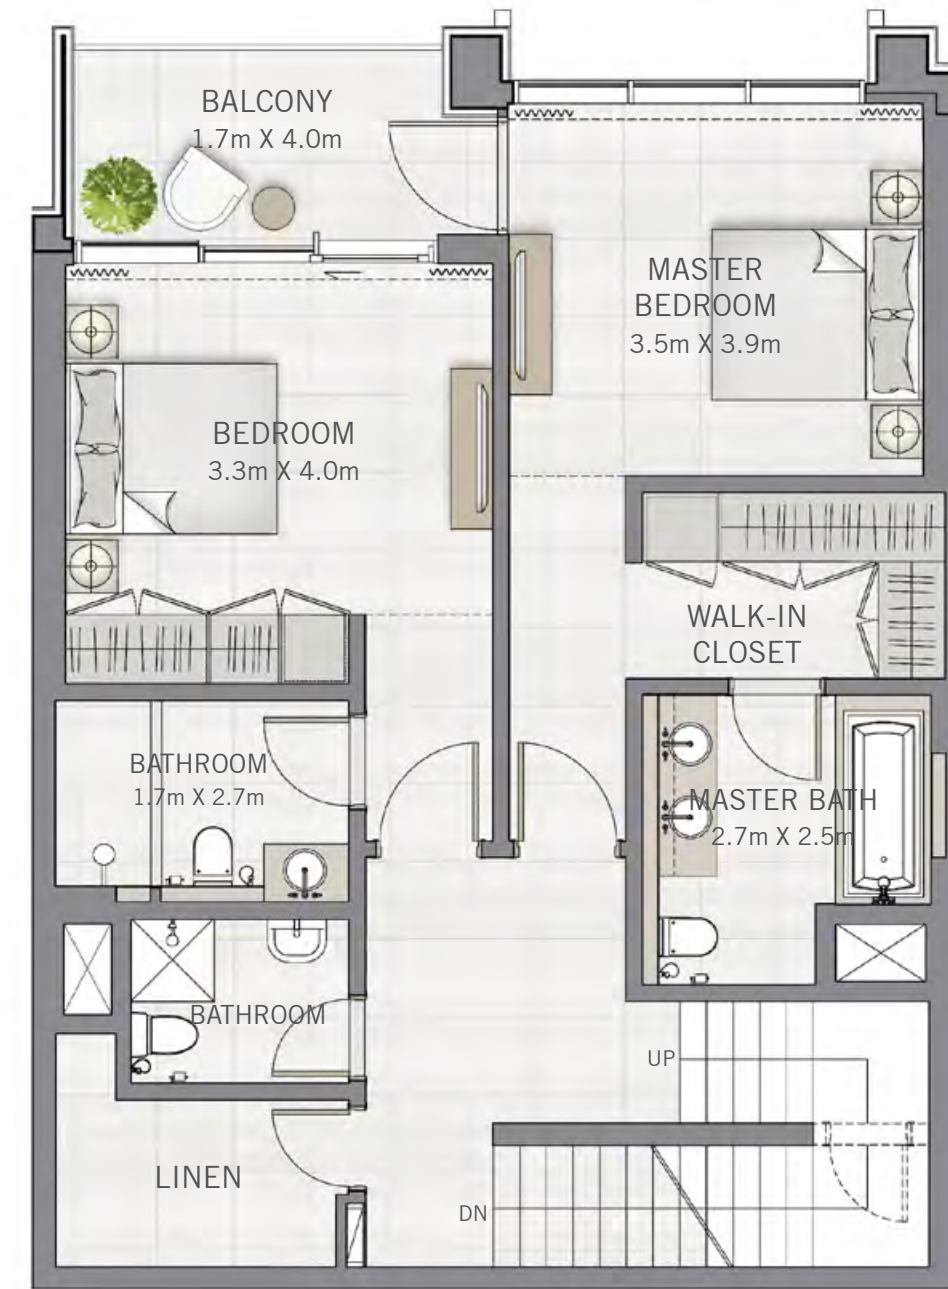 BALCONY
1.7m X 4.0m
MASTER
BEDROOM
3.5m X 3.9m
BEDROOM
3.3m X 4.0m
WALK-IN
CLOSET
BATHROOM
1.7m X 2.7m
MASTER BATH
2.7m X 2.5m
BATHROOM
UP
LINEN
DN